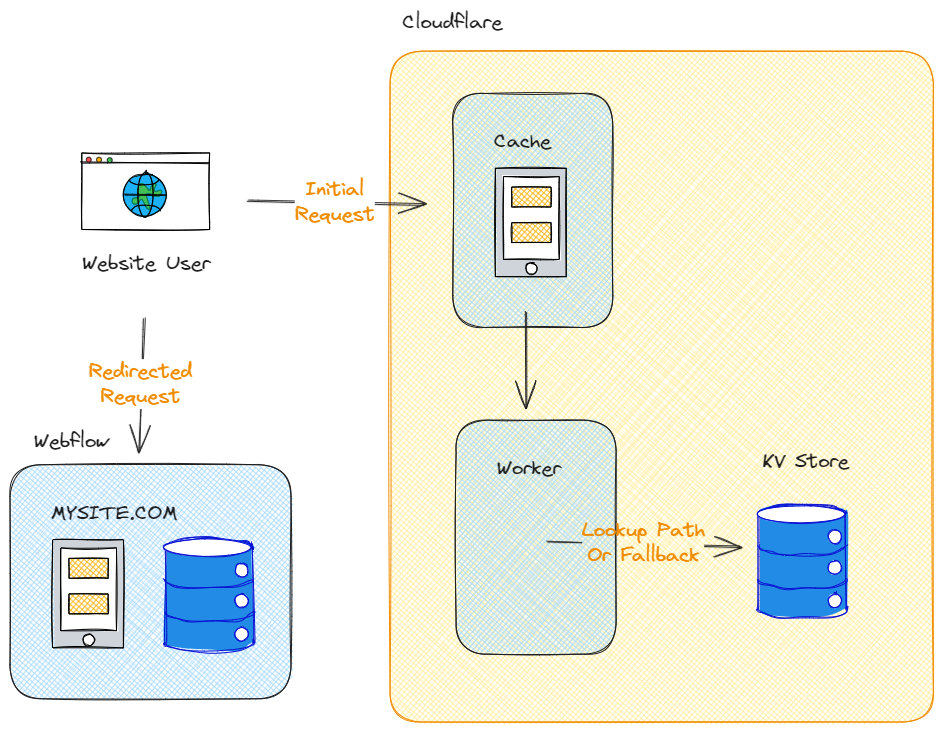 Cloudflare
Cache
Initial
Request
Website User
Redirected
Request
Webflow
MYSITE.COM
Worker
KV Store
Lookup Path
Or Fallback